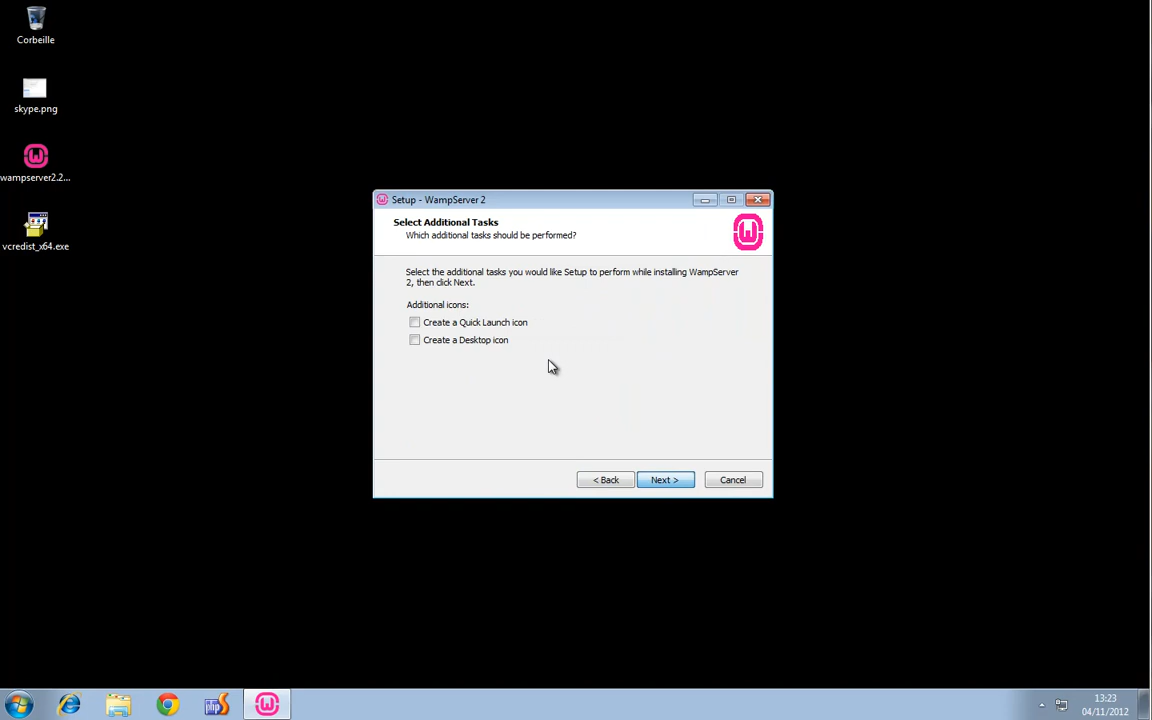 Corbeille
skype.png
wampserver2.2...
vcredist_x64.exe
Setup - WampServer 2
Select Additional Tasks
Which additional tasks should be performed?
Select the additional tasks you would like Setup to perform while installing WampServer
2, then click Next.
Additional icons:
Create a Quick Launch icon
Create a Desktop icon
< Back
Next >
Cancel
php
13:23
04/11/2012